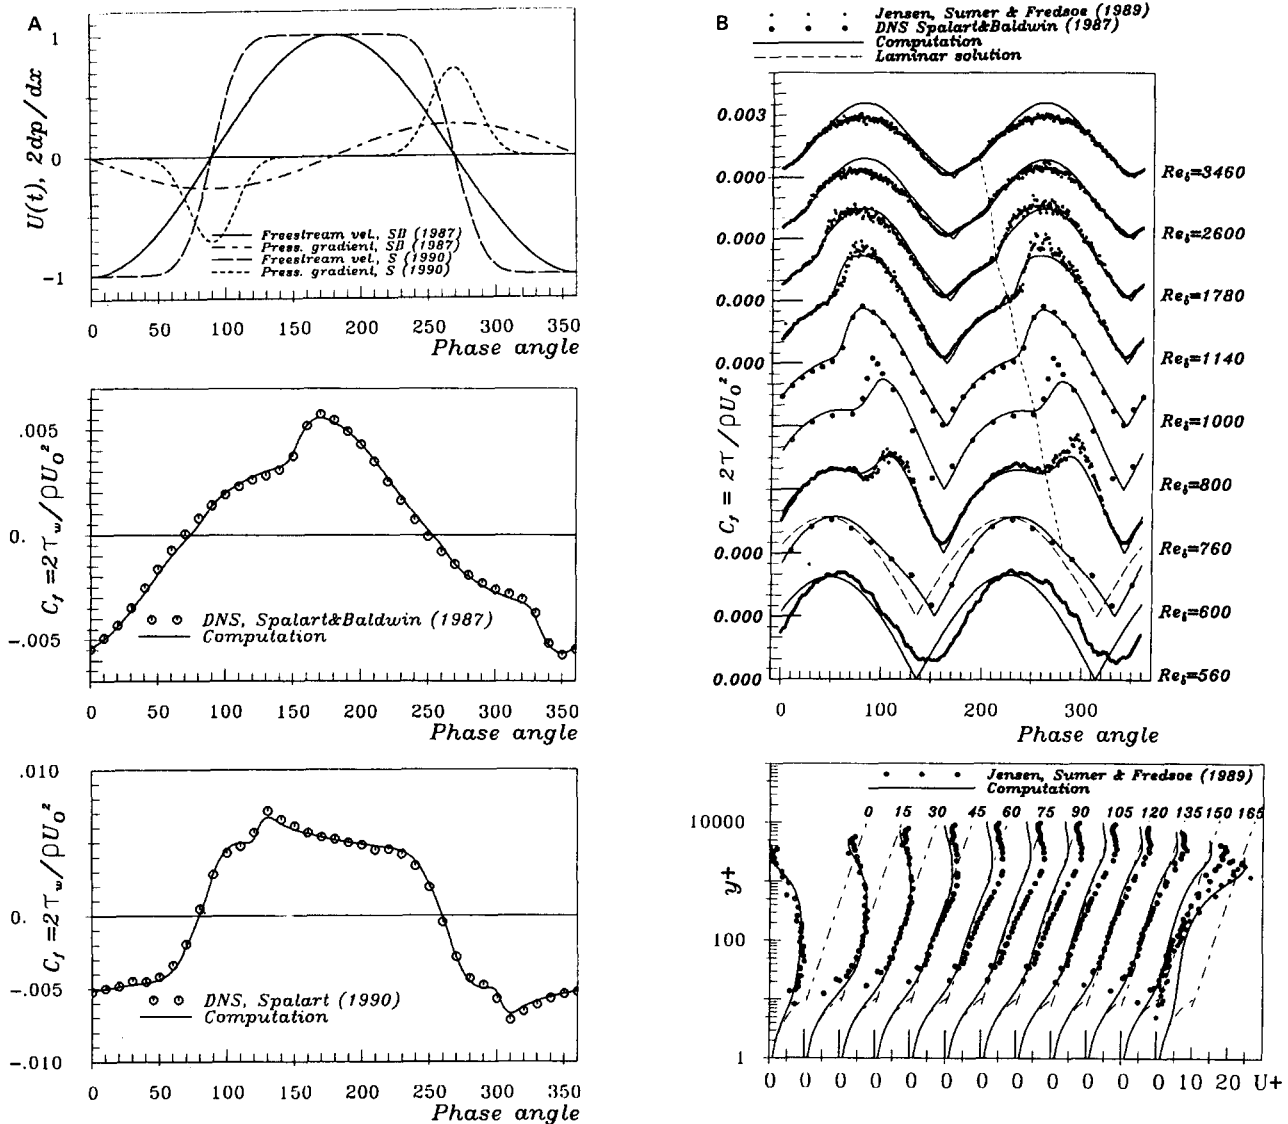 A
U(t), 2dp/dx
1
0
-1
Freestream vel., SB (1987)
Press. gradient, SB (1987)
Freestream vel., S (1990)
Press. gradient, S (1990)
0 50 100 150 200 250 300 350
Phase angle
C_f = 2τ_w/ρU_o^2
.005
0.
-.005
DNS, Spalart&Baldwin (1987)
Computation
0 50 100 150 200 250 300 350
Phase angle
C_f = 2τ_w/ρU_o^2
.010
.005
0.
-.005
-.010
DNS, Spalart (1990)
Computation
0 50 100 150 200 250 300 350
Phase angle
B
Jensen, Sumer & Fredsoe (1989)
DNS Spalart&Baldwin (1987)
Computation
Laminar solution
C_f = 2τ/ρU_o^2
0.003
0.000
0.000
0.000
0.000
0.000
0.000
0.000
0.000
Re_δ=3460
Re_δ=2600
Re_δ=1780
Re_δ=1140
Re_δ=1000
Re_δ=800
Re_δ=760
Re_δ=600
Re_δ=560
0 100 200 300
Phase angle
Jensen, Sumer & Fredsoe (1989)
Computation
0 15 30 45 60 75 90 105 120 135 150 165
y+
10000
100
1
0 0 0 0 0 0 0 0 0 0 0 0 10 20 U+